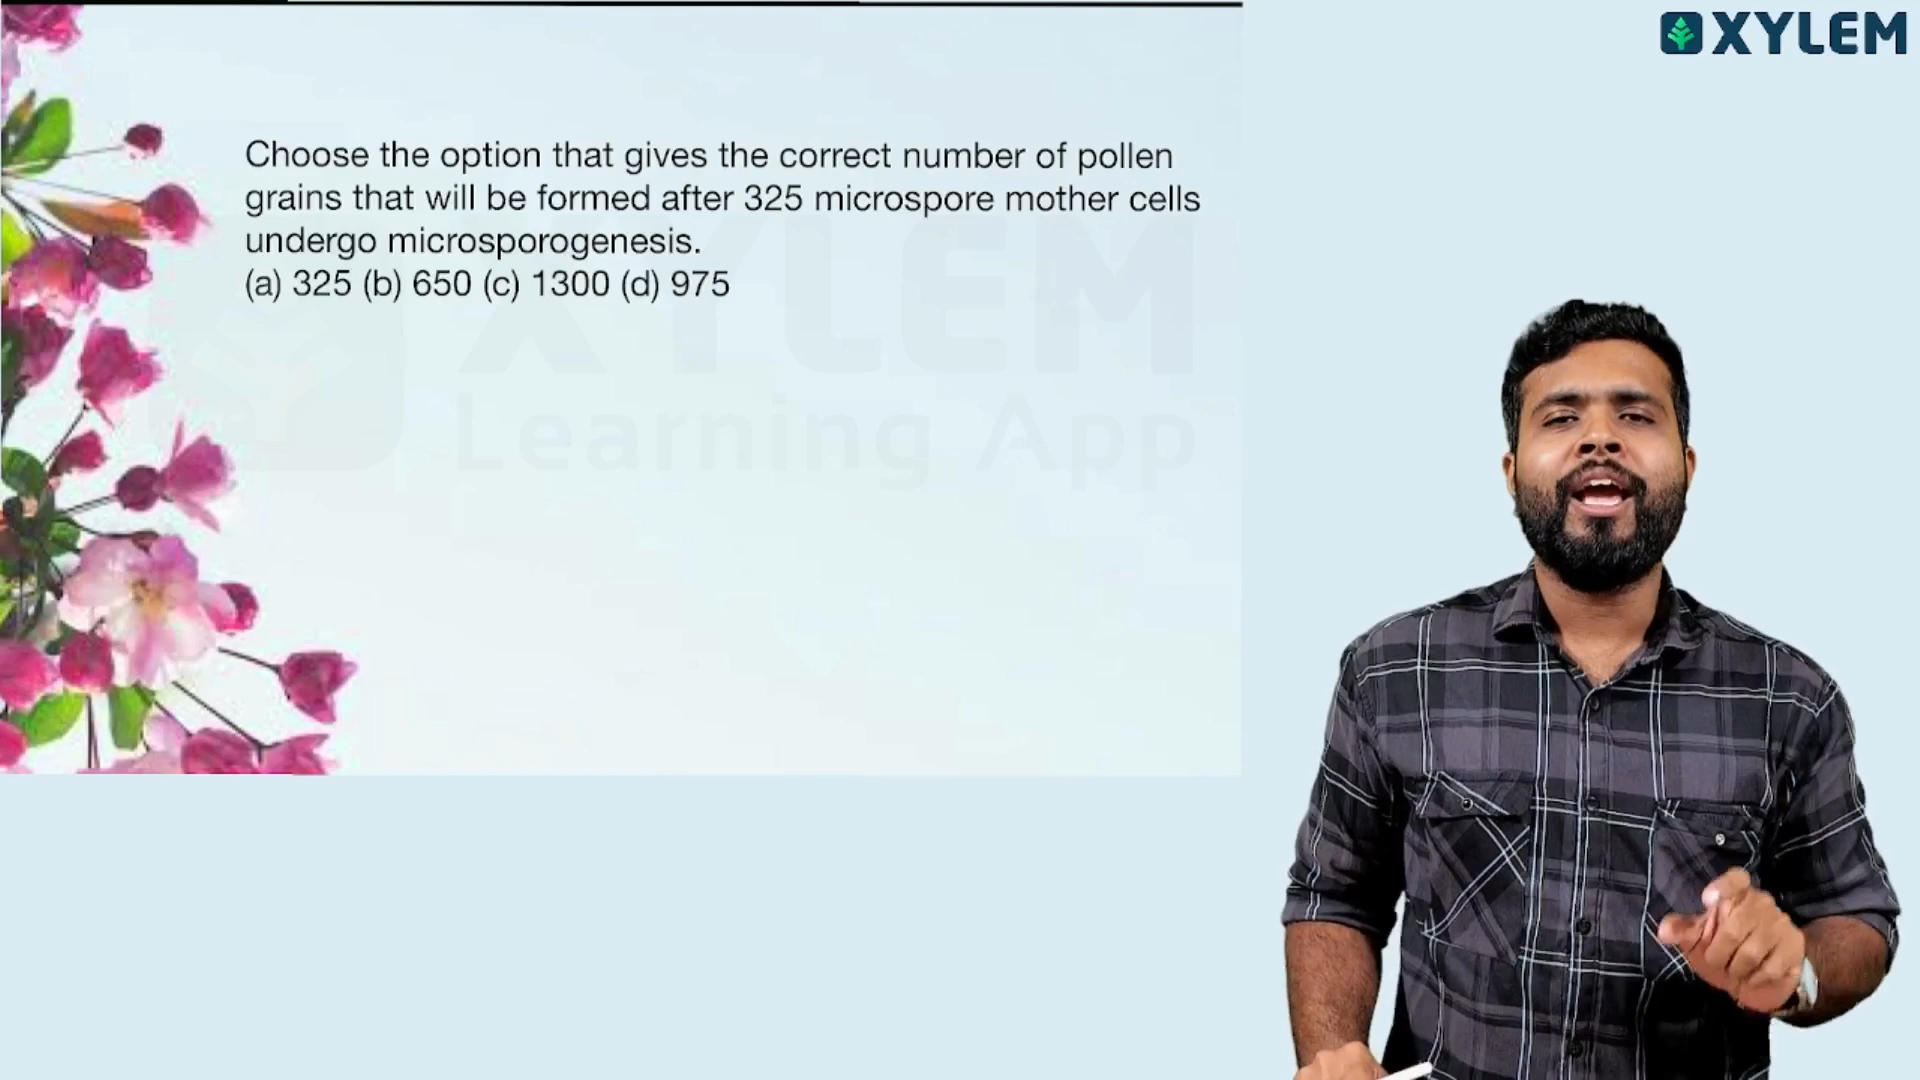 XYLEM
Choose the option that gives the correct number of pollen
grains that will be formed after 325 microspore mother cells
undergo microsporogenesis.
(a) 325 (b) 650 (c) 1300 (d) 975
XYLEM
Learning App